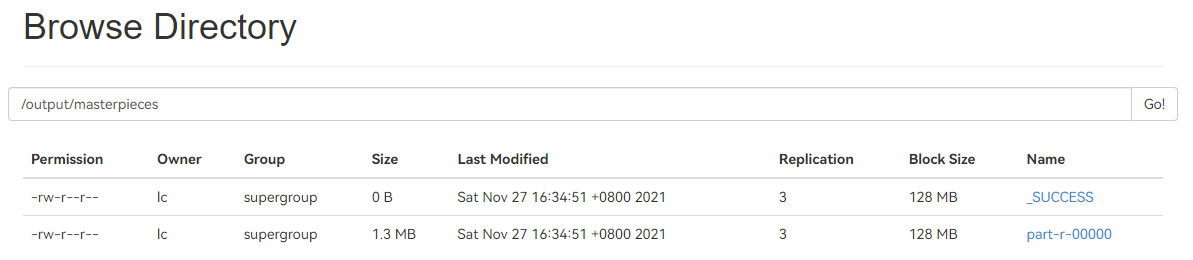 Browse Directory
/output/masterpieces Go!
Permission Owner Group Size Last Modified Replication Block Size Name
-rw-r--r-- lc supergroup 0 B Sat Nov 27 16:34:51 +0800 2021 3 128 MB _SUCCESS
-rw-r--r-- lc supergroup 1.3 MB Sat Nov 27 16:34:51 +0800 2021 3 128 MB part-r-00000